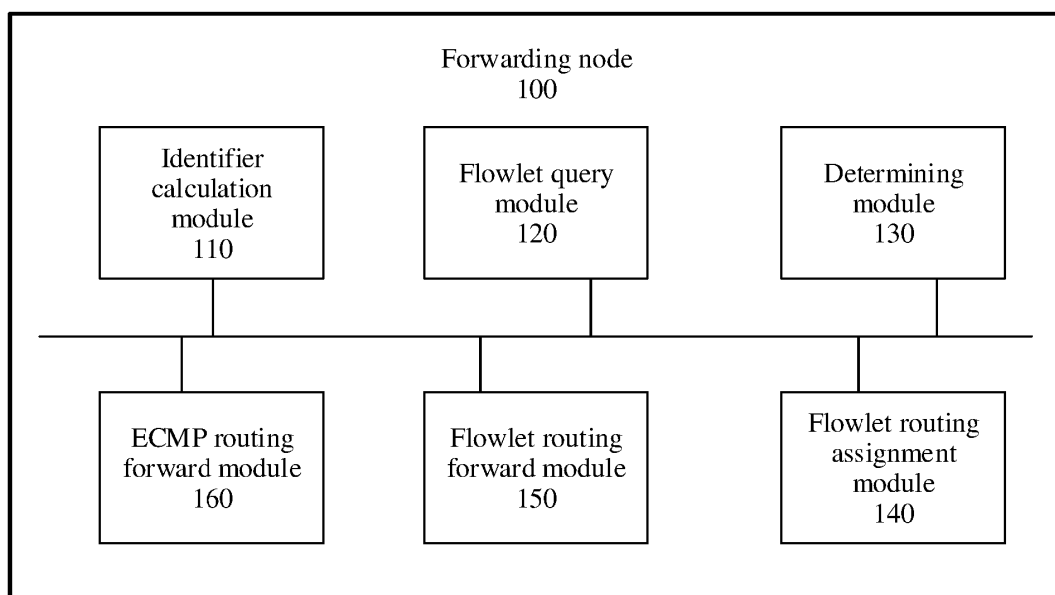 Forwarding node
100
Identifier
calculation
module
110
Flowlet query
module
120
Determining
module
130
ECMP routing
forward module
160
Flowlet routing
forward module
150
Flowlet routing
assignment
module
140